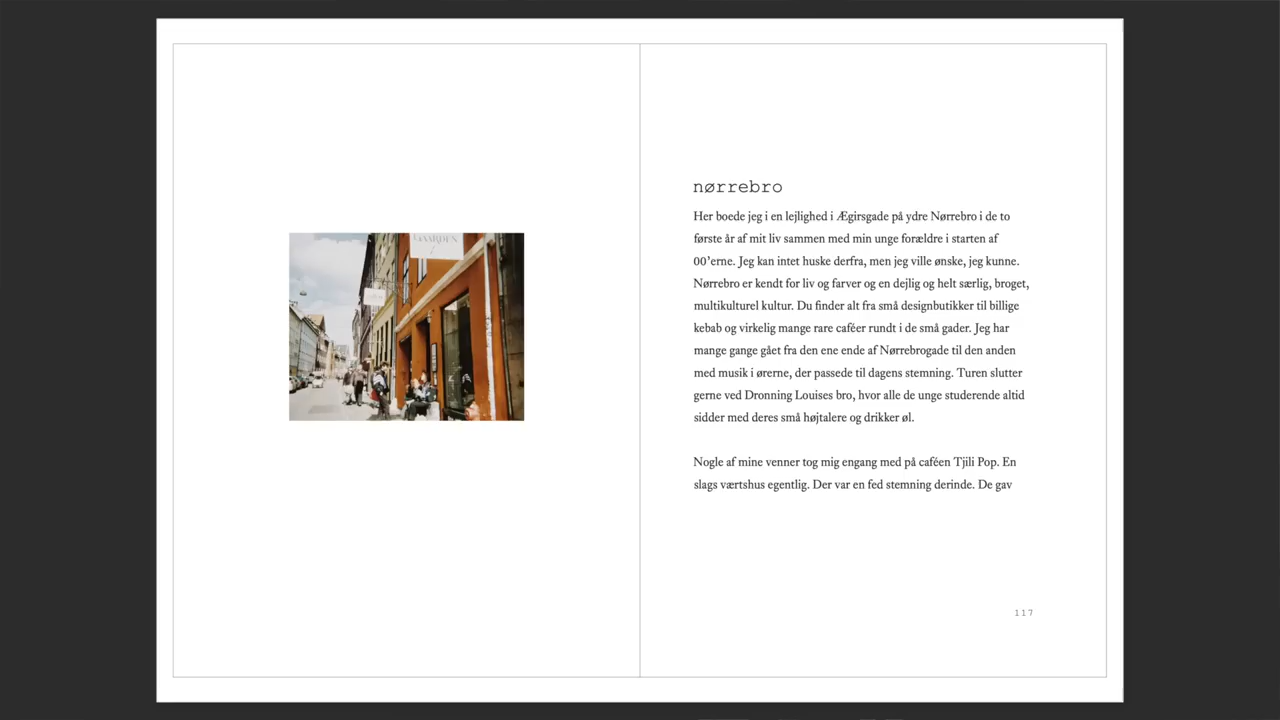 nørrebro
Her boede jeg i en lejlighed i Ægirsgade på ydre Nørrebro i de to
første år af mit liv sammen med min unge forældre i starten af
00’erne. Jeg kan intet huske derfra, men jeg ville ønske, jeg kunne.
Nørrebro er kendt for liv og farver og en dejlig og helt særlig, broget,
multikulturel kultur. Du finder alt fra små designbutikker til billige
kebab og virkelig mange rare caféer rundt i de små gader. Jeg har
mange gange gået fra den ene ende af Nørrebrogade til den anden
med musik i ørerne, der passede til dagens stemning. Turen slutter
gerne ved Dronning Louises bro, hvor alle de unge studerende altid
sidder med deres små højtalere og drikker øl.
Nogle af mine venner tog mig engang med på caféen Tjili Pop. En
slags værtshus egentlig. Der var en fed stemning derinde. De gav
117